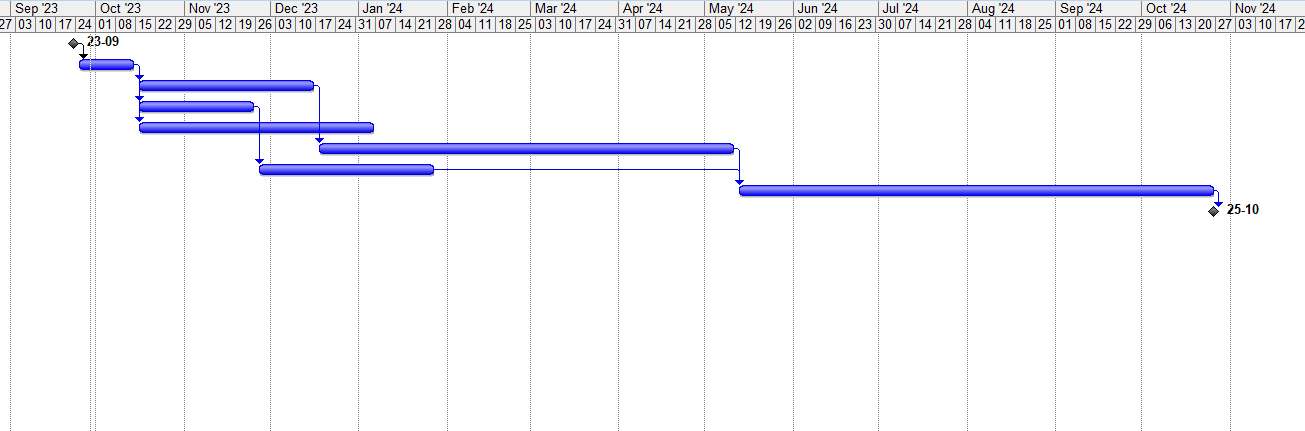 Sep '23 Oct '23 Nov '23 Dec '23 Jan '24 Feb '24 Mar '24 Apr '24 May '24 Jun '24 Jul '24 Aug '24 Sep '24 Oct '24 Nov '24
27 03 10 17 24 01 08 15 22 29 05 12 19 26 03 10 17 24 31 07 14 21 28 04 11 18 25 03 10 17 24 31 07 14 21 28 05 12 19 26 02 09 16 23 30 07 14 21 28 04 11 18 25 01 08 15 22 29 06 13 20 27 03 10 17
23-09
25-10